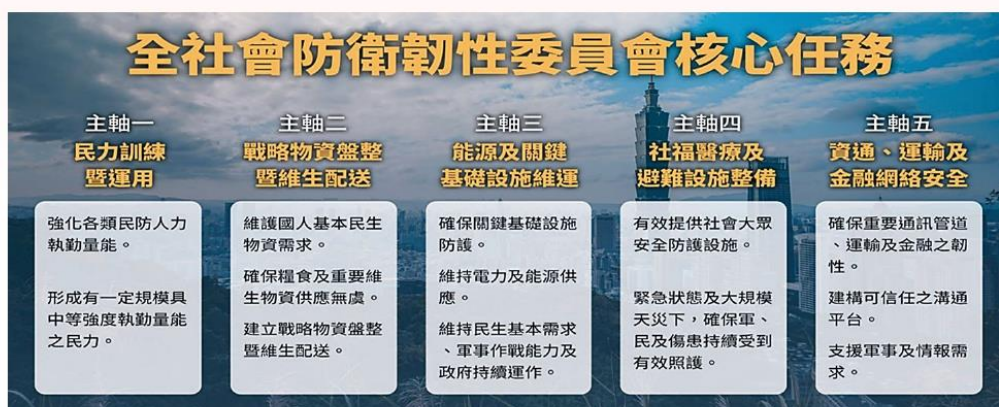 全社會防衛韌性委員會核心任務
主軸一
民力訓練
暨運用
強化各類民防人力
執勤量能。
形成有一定規模具
中等強度執勤量能
之民力。
主軸二
戰略物資盤整
暨維生配送
維護國人基本民生
物資需求。
確保糧食及重要維
生物資供應無虞。
建立戰略物資盤整
暨維生配送。
主軸三
能源及關鍵
基礎設施維運
確保關鍵基礎設施
防護。
維持電力及能源供
應。
維持民生基本需求
、軍事作戰能力及
政府持續運作。
主軸四
社福醫療及
避難設施整備
有效提供社會大眾
安全防護設施。
緊急狀態及大規模
天災下，確保軍、
民及傷患持續受到
有效照護。
主軸五
資通、運輸及
金融網絡安全
確保重要通訊管道
、運輸及金融之韌
性。
建構可信任之溝通
平台。
支援軍事及情報需
求。